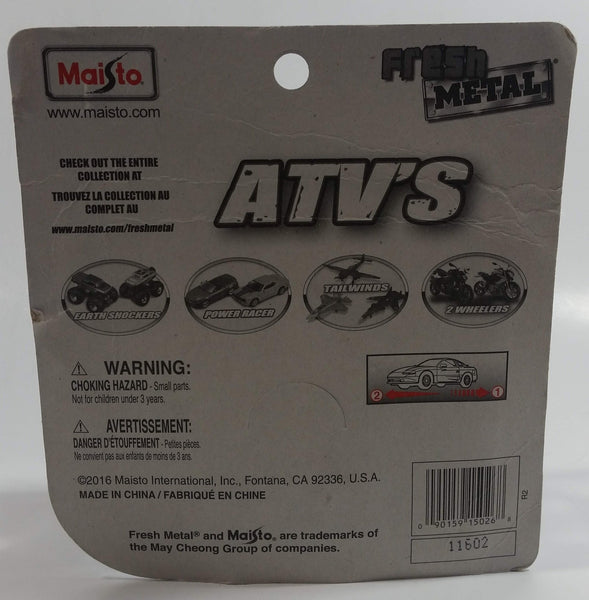 Maisto
www.maisto.com
Fresh
METAL®
CHECK OUT THE ENTIRE
COLLECTION AT
TROUVEZ LA COLLECTION AU
COMPLET AU
www.maisto.com/freshmetal
ATV'S
EARTH SHOCKERS
POWER RACER
TAILWINDS
2 WHEELERS
WARNING:
CHOKING HAZARD - Small parts.
Not for children under 3 years.
AVERTISSEMENT:
DANGER D'ÉTOUFFEMENT - Petites pièces.
Ne convient pas aux enfants de moins de 3 ans.
2 1
©2016 Maisto International, Inc., Fontana, CA 92336, U.S.A.
MADE IN CHINA / FABRIQUÉ EN CHINE
Fresh Metal® and Maisto® are trademarks of
the May Cheong Group of companies.
0 90159 15026 8
11502
R2